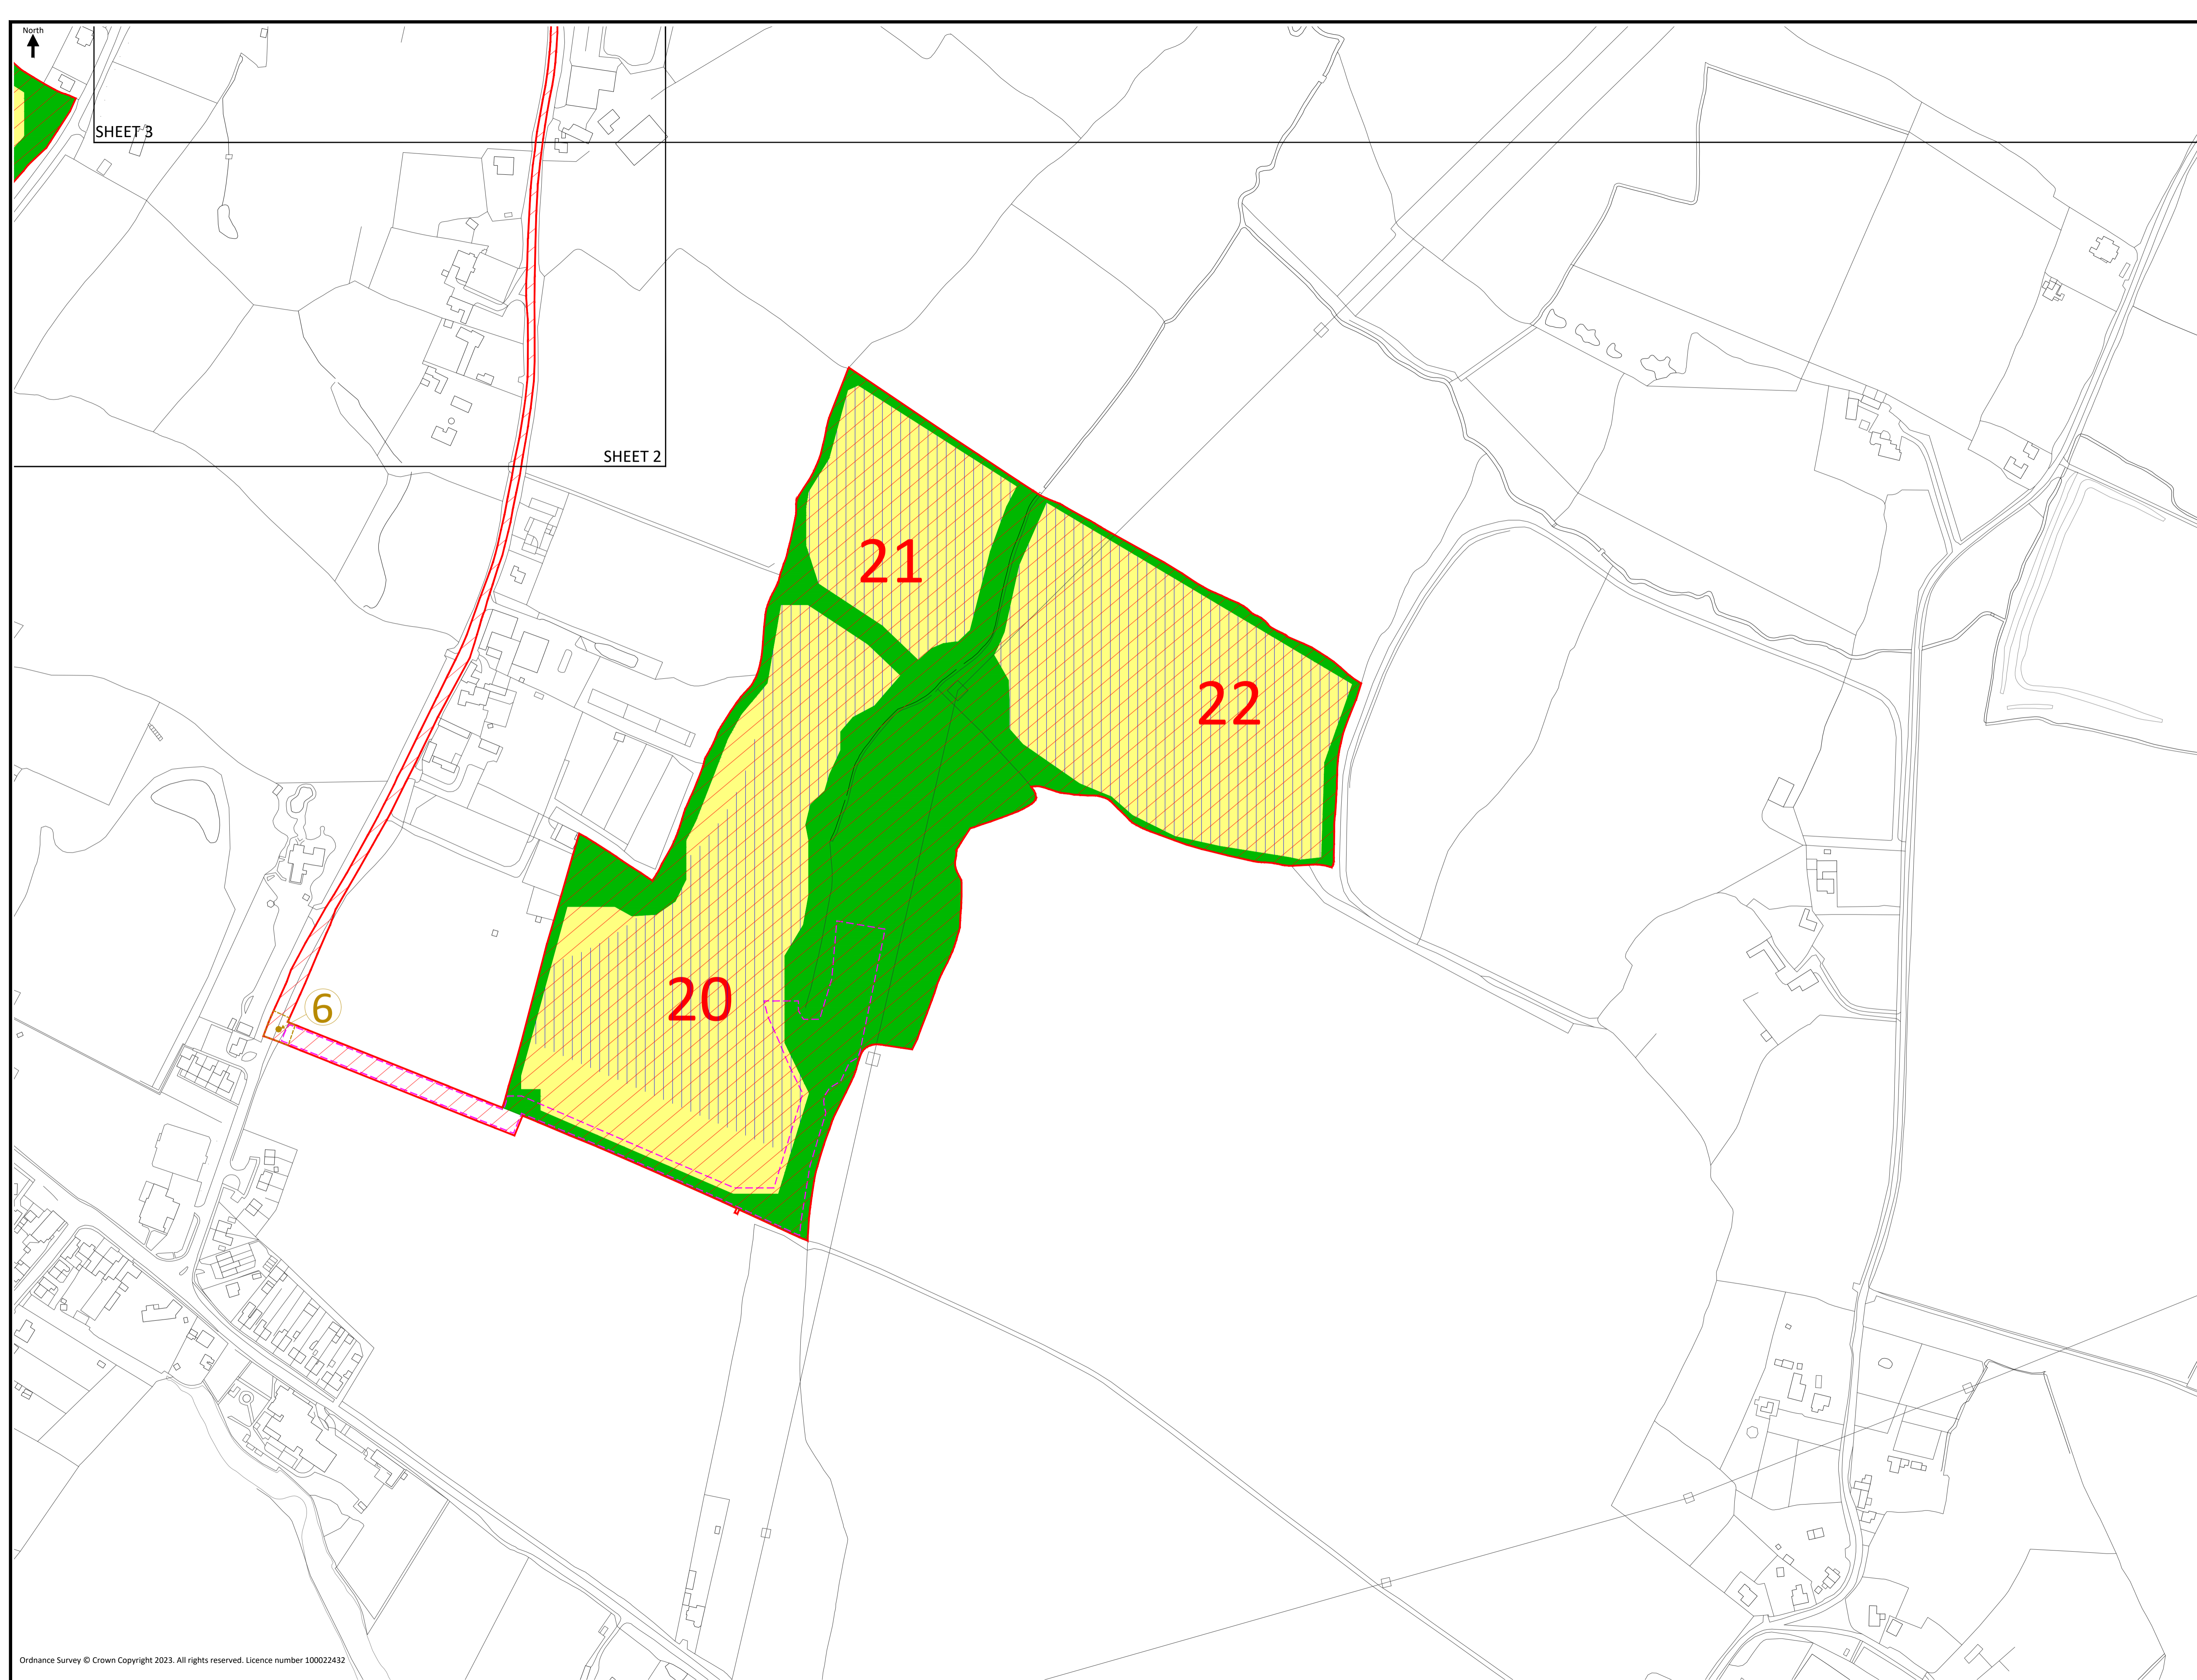 North
SHEET 3
SHEET 2
21
22
20
6
Ordnance Survey © Crown Copyright 2023. All rights reserved. Licence number 100022432